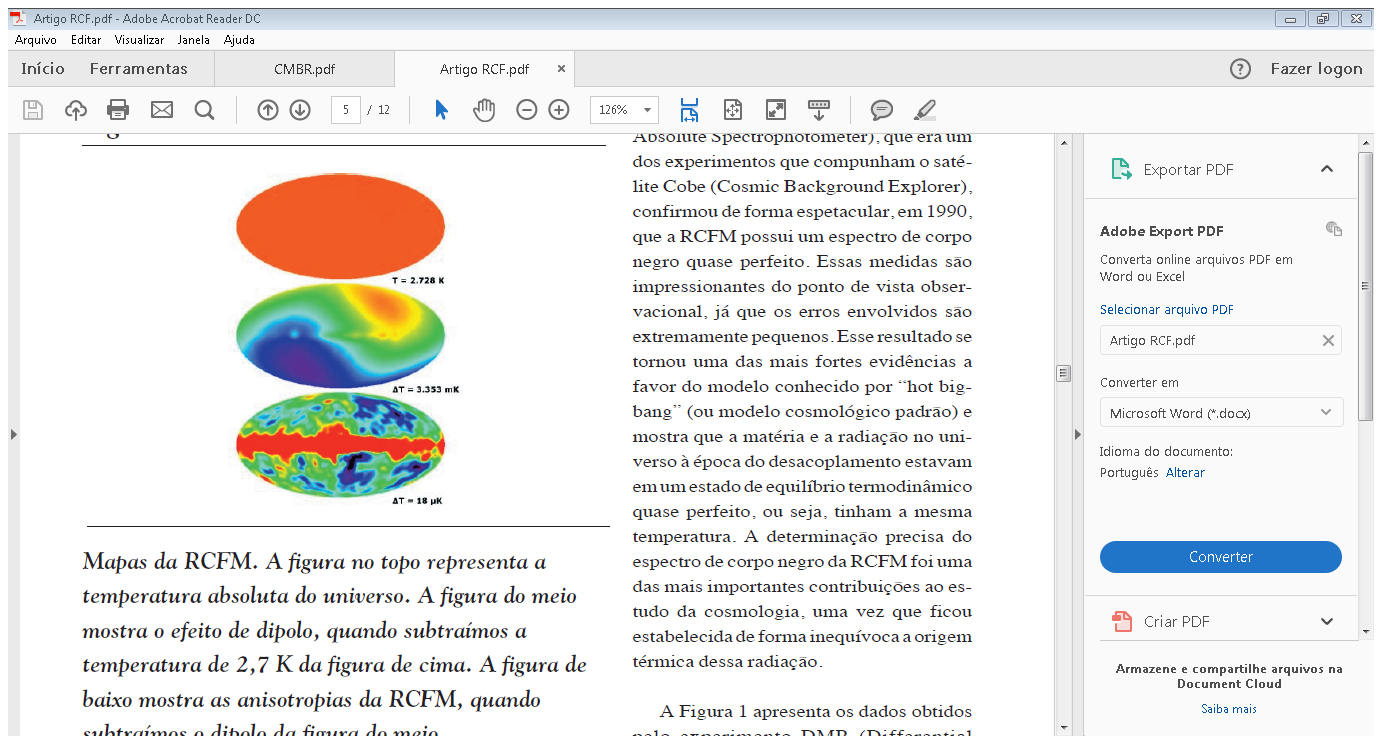 Artigo RCF.pdf - Adobe Acrobat Reader DC
Arquivo Editar Visualizar Janela Ajuda
Início Ferramentas CMBR.pdf Artigo RCF.pdf × ? Fazer logon
5 / 12 126%
T = 2.728 K
ΔT = 3.353 mK
ΔT = 18 µK
Mapas da RCFM. A figura no topo representa a
temperatura absoluta do universo. A figura do meio
mostra o efeito de dipolo, quando subtraímos a
temperatura de 2,7 K da figura de cima. A figura de
baixo mostra as anisotropias da RCFM, quando
subtraímos o dipolo da figura do meio.
Absolute Spectrophotometer), que era um
dos experimentos que compunham o saté-
lite Cobe (Cosmic Background Explorer),
confirmou de forma espetacular, em 1990,
que a RCFM possui um espectro de corpo
negro quase perfeito. Essas medidas são
impressionantes do ponto de vista obser-
vacional, já que os erros envolvidos são
extremamente pequenos. Esse resultado se
tornou uma das mais fortes evidências a
favor do modelo conhecido por “hot big-
bang” (ou modelo cosmológico padrão) e
mostra que a matéria e a radiação no uni-
verso à época do desacoplamento estavam
em um estado de equilíbrio termodinâmico
quase perfeito, ou seja, tinham a mesma
temperatura. A determinação precisa do
espectro de corpo negro da RCFM foi uma
das mais importantes contribuições ao es-
tudo da cosmologia, uma vez que ficou
estabelecida de forma inequívoca a origem
térmica dessa radiação.
A Figura 1 apresenta os dados obtidos
pelo experimento DMR (Differential
Exportar PDF
Adobe Export PDF
Converta online arquivos PDF em
Word ou Excel
Selecionar arquivo PDF
Artigo RCF.pdf
Converter em
Microsoft Word (*.docx)
Idioma do documento:
Português Alterar
Converter
Criar PDF
Armazene e compartilhe arquivos na
Document Cloud
Saiba mais